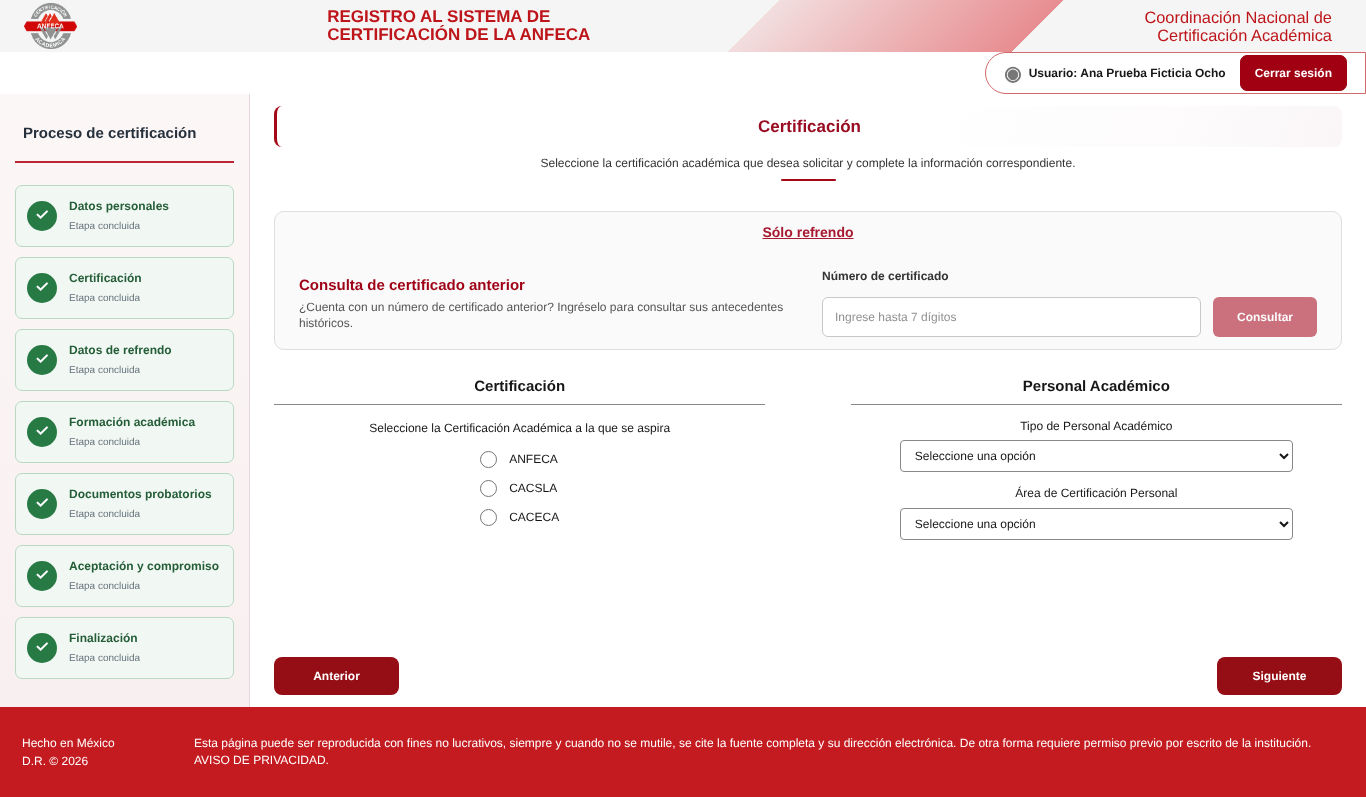 CERTIFICACIÓN
ANFECA
ACADÉMICA
REGISTRO AL SISTEMA DE
CERTIFICACIÓN DE LA ANFECA
Coordinación Nacional de
Certificación Académica
Usuario: Ana Prueba Ficticia Ocho
Cerrar sesión
Proceso de certificación
Datos personales
Etapa concluida
Certificación
Etapa concluida
Datos de refrendo
Etapa concluida
Formación académica
Etapa concluida
Documentos probatorios
Etapa concluida
Aceptación y compromiso
Etapa concluida
Finalización
Etapa concluida
Certificación
Seleccione la certificación académica que desea solicitar y complete la información correspondiente.
Sólo refrendo
Consulta de certificado anterior
¿Cuenta con un número de certificado anterior? Ingréselo para consultar sus antecedentes
históricos.
Número de certificado
Ingrese hasta 7 dígitos
Consultar
Certificación
Seleccione la Certificación Académica a la que se aspira
ANFECA
CACSLA
CACECA
Personal Académico
Tipo de Personal Académico
Seleccione una opción
Área de Certificación Personal
Seleccione una opción
Anterior
Siguiente
Hecho en México
D.R. © 2026
Esta página puede ser reproducida con fines no lucrativos, siempre y cuando no se mutile, se cite la fuente completa y su dirección electrónica. De otra forma requiere permiso previo por escrito de la institución.
AVISO DE PRIVACIDAD.